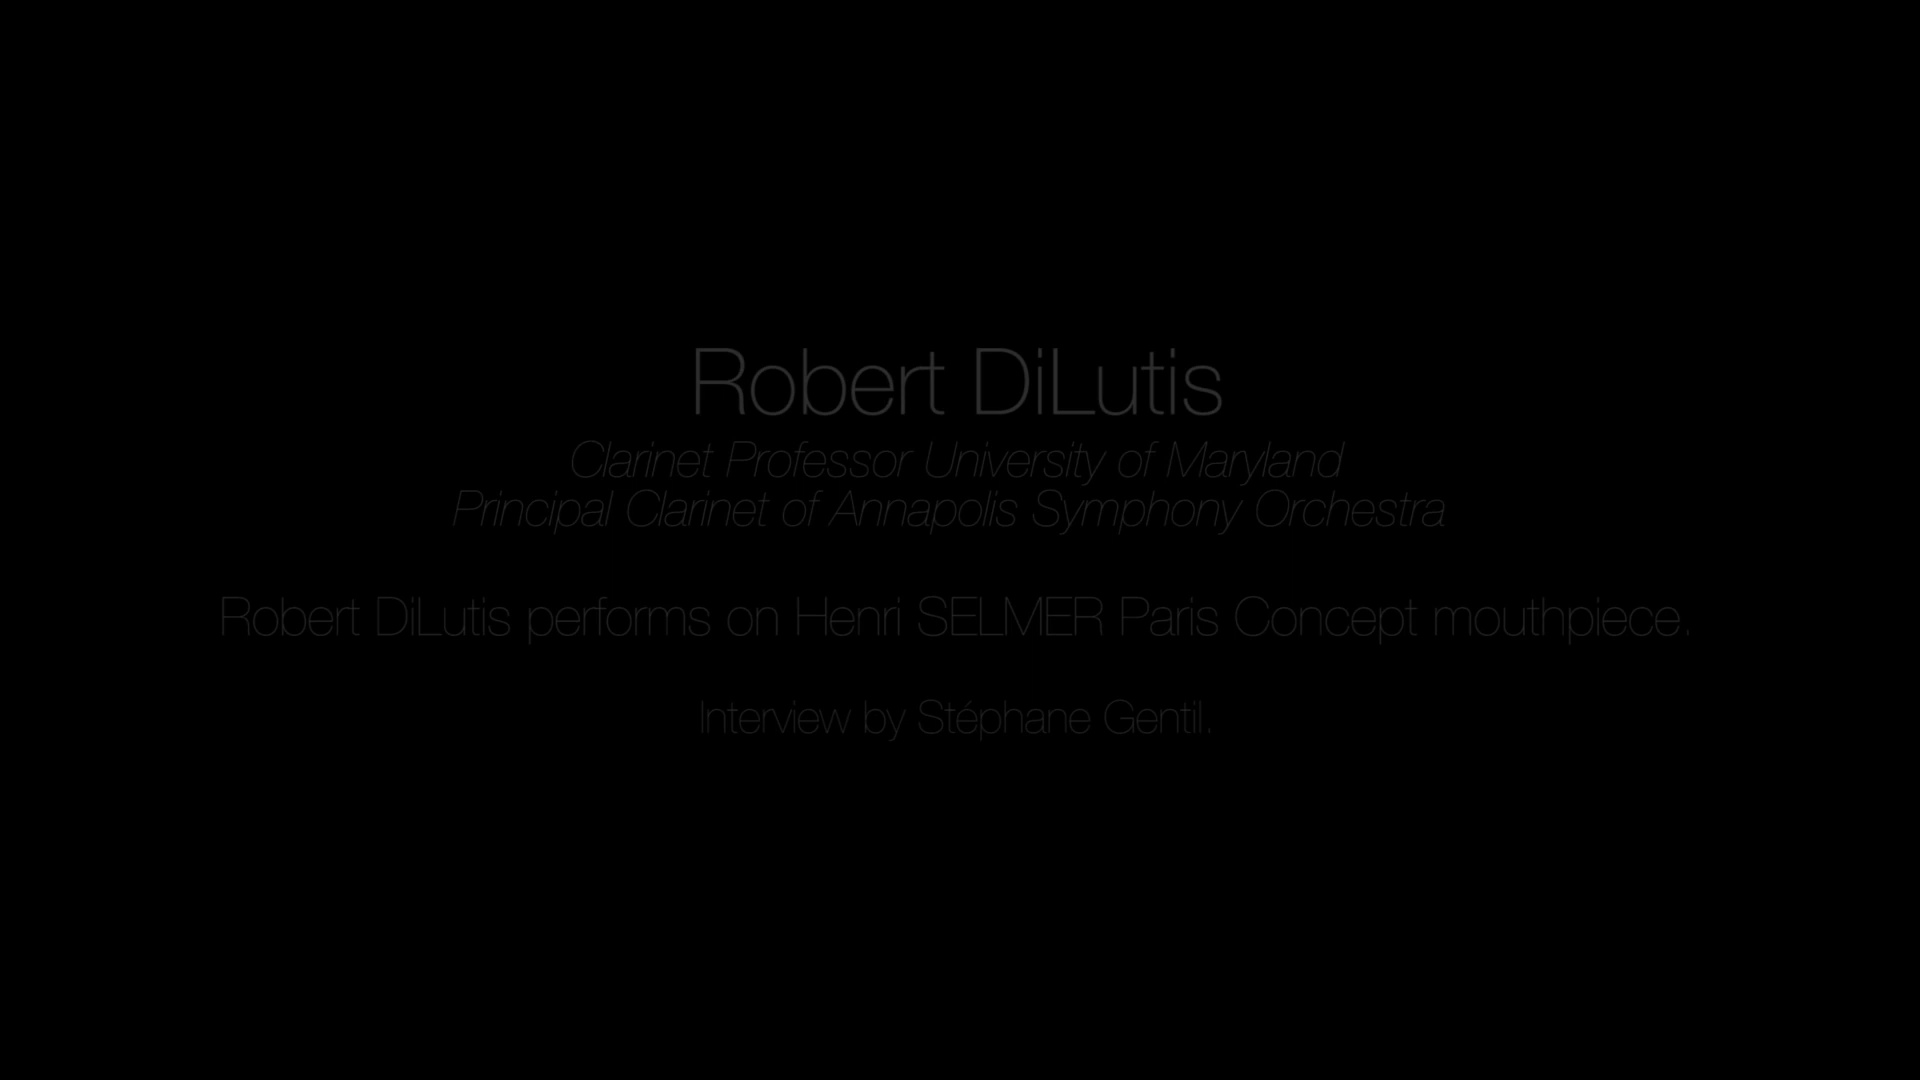 Robert DiLutis
Clarinet Professor University of Maryland
Principal Clarinet of Annapolis Symphony Orchestra
Robert DiLutis performs on Henri SELMER Paris Concept mouthpiece.
Interview by Stéphane Gentil.